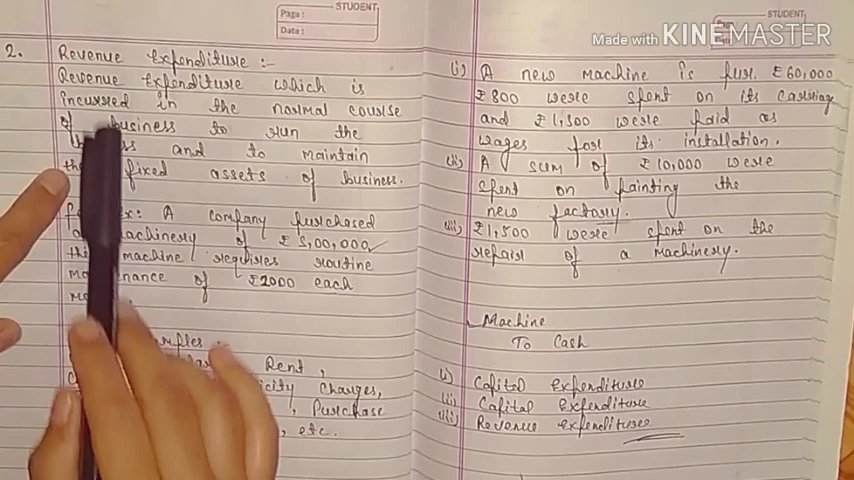 STUDENT
Page :
Date :
2. Revenue Expenditure :-
Revenue Expenditure which is
incurred in the normal course
of business to run the
and to maintain
fixed assets of business.
ex: A company purchased
machinery of ₹ 5,00,000
this machine requires routine
of ₹2000 each
Rent ,
Charges,
, Purchase
, etc.
STUDENT
Made with KINEMASTER
(i) A new machine is pur. ₹ 60,000
₹ 800 were spent on its carriage
and ₹ 1,500 were paid as
wages for its installation.
(ii) A sum of ₹ 10,000 were
spent on painting the
new factory.
(iii) ₹ 1,500 were spent on the
repair of a machinery.
Machine
To Cash
i) Capital Expenditure
ii) Capital Expenditure
iii) Revenue Expenditure